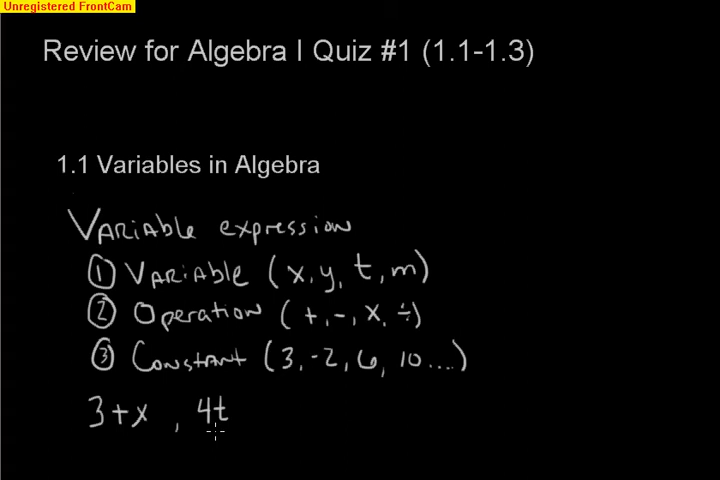 Unregistered FrontCam
Review for Algebra I Quiz #1 (1.1-1.3)
1.1 Variables in Algebra
Variable expression
① Variable (x, y, t, m)
② Operation (+, -, x, ÷)
③ Constant (3, -2, 6, 10....)
3+x , 4t